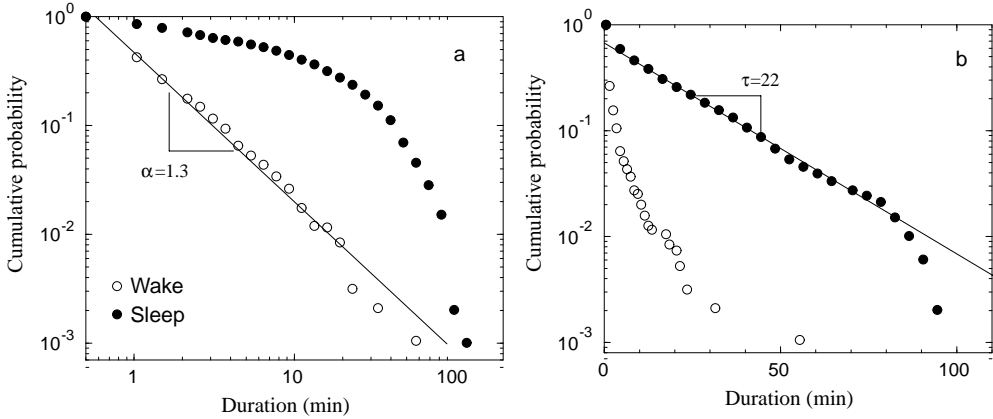 10^0
10^-1
10^-2
10^-3
Cumulative probability
a
α=1.3
Wake
Sleep
1
10
100
Duration (min)
10^0
10^-1
10^-2
10^-3
Cumulative probability
b
τ=22
0
50
100
Duration (min)